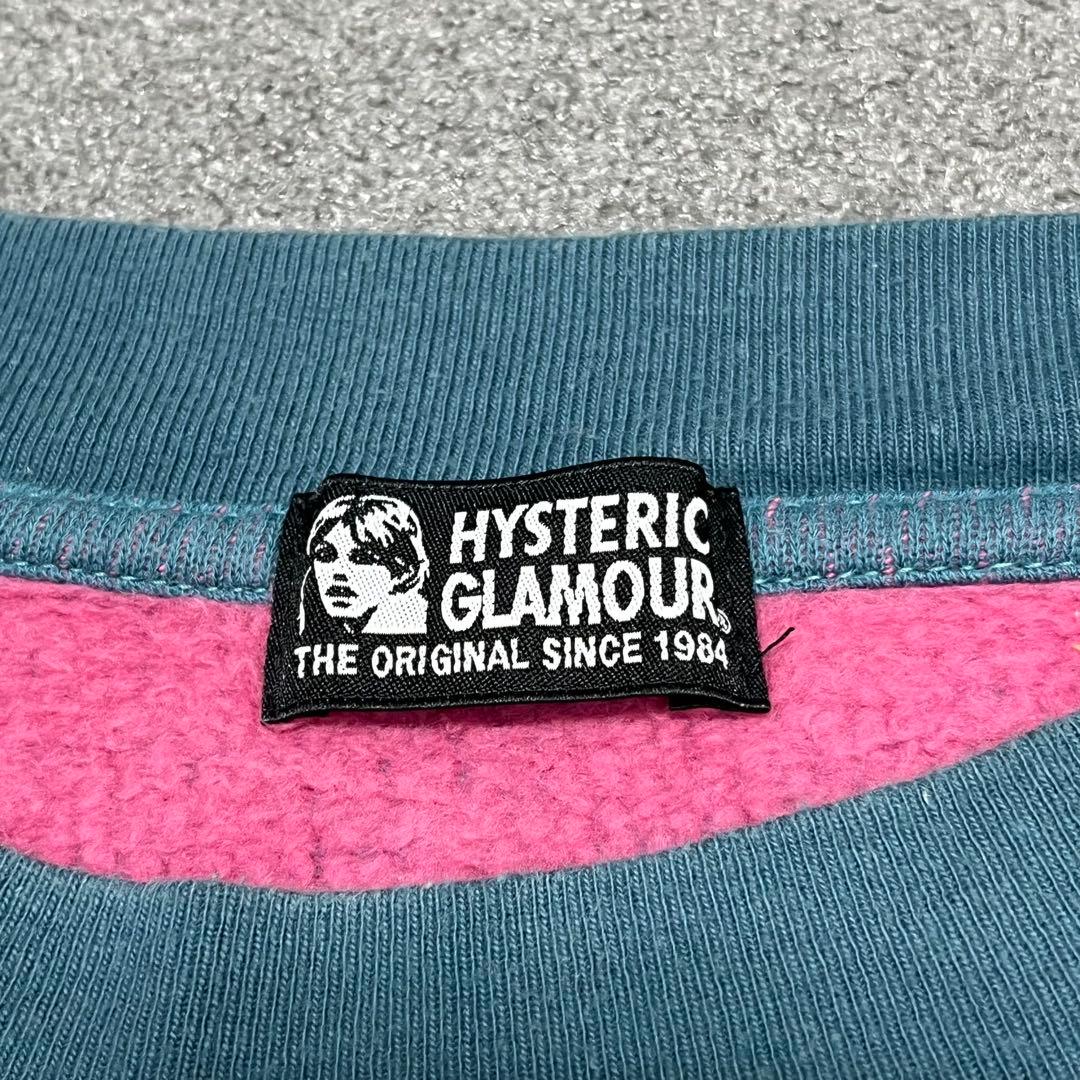 HYSTERIC
GLAMOUR®
THE ORIGINAL SINCE 1984